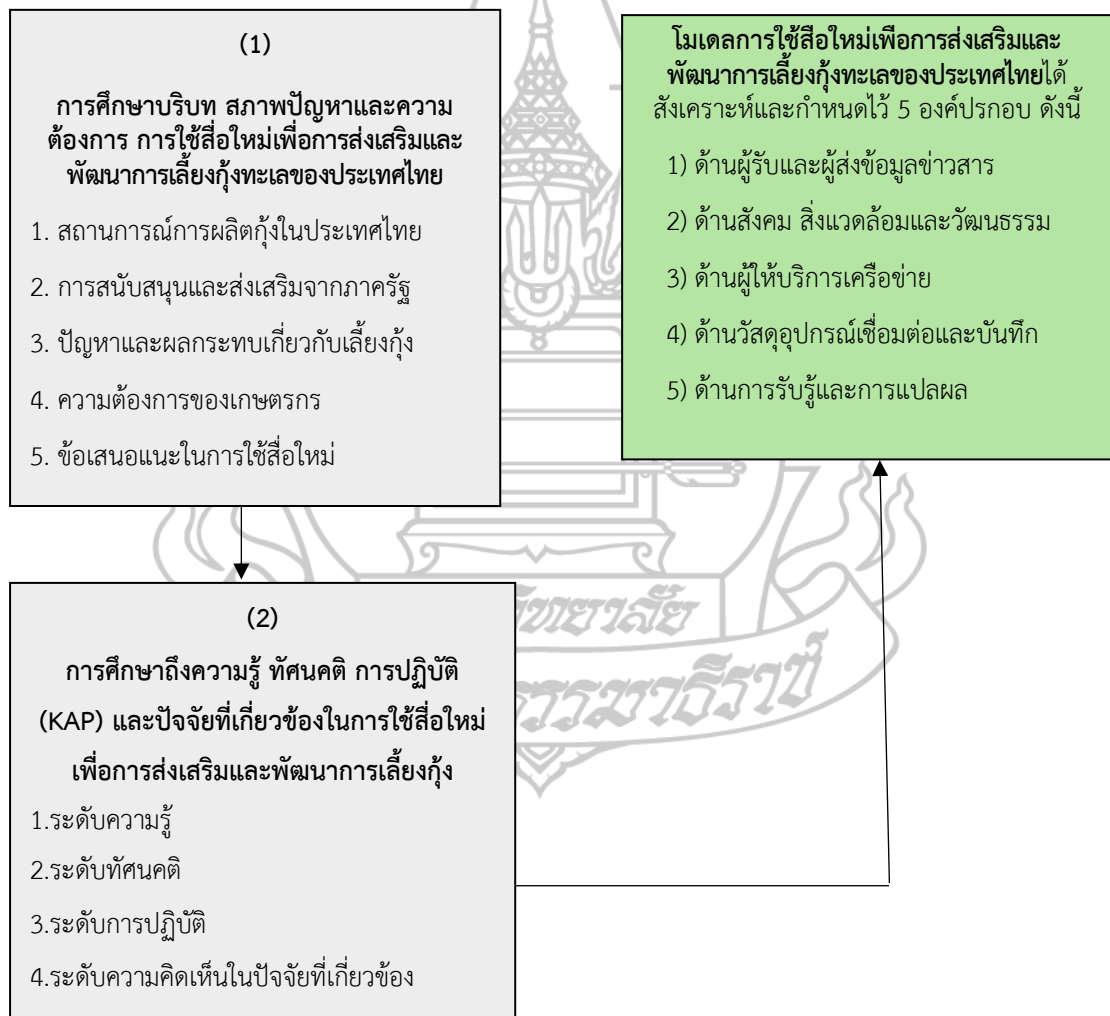 (1)
การศึกษาบริบท สภาพปัญหาและความ
ต้องการ การใช้สื่อใหม่เพื่อการส่งเสริมและ
พัฒนาการเลี้ยงกุ้งทะเลของประเทศไทย
1. สถานการณ์การผลิตกุ้งในประเทศไทย
2. การสนับสนุนและส่งเสริมจากภาครัฐ
3. ปัญหาและผลกระทบเกี่ยวกับเลี้ยงกุ้ง
4. ความต้องการของเกษตรกร
5. ข้อเสนอแนะในการใช้สื่อใหม่
(2)
การศึกษาถึงความรู้ ทัศนคติ การปฏิบัติ
(KAP) และปัจจัยที่เกี่ยวข้องในการใช้สื่อใหม่
เพื่อการส่งเสริมและพัฒนาการเลี้ยงกุ้ง
1.ระดับความรู้
2.ระดับทัศนคติ
3.ระดับการปฏิบัติ
4.ระดับความคิดเห็นในปัจจัยที่เกี่ยวข้อง
โมเดลการใช้สื่อใหม่เพื่อการส่งเสริมและ
พัฒนาการเลี้ยงกุ้งทะเลของประเทศไทยได้
สังเคราะห์และกำหนดไว้ 5 องค์ประกอบ ดังนี้
1) ด้านผู้รับและผู้ส่งข้อมูลข่าวสาร
2) ด้านสังคม สิ่งแวดล้อมและวัฒนธรรม
3) ด้านผู้ให้บริการเครือข่าย
4) ด้านวัสดุอุปกรณ์เชื่อมต่อและบันทึก
5) ด้านการรับรู้และการแปลผล